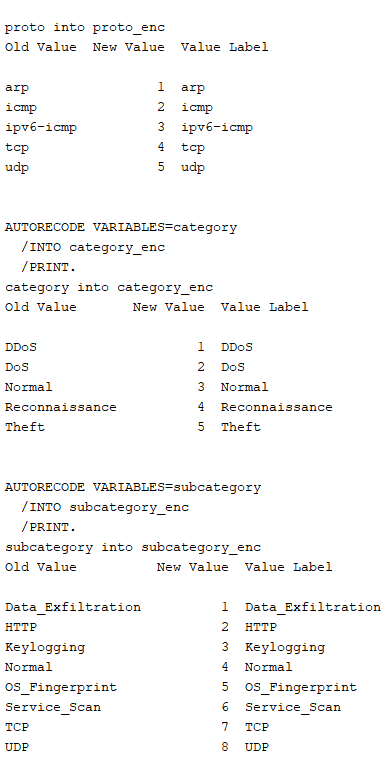 proto into proto_enc
Old Value  New Value  Value Label
arp                1  arp
icmp               2  icmp
ipv6-icmp          3  ipv6-icmp
tcp                4  tcp
udp                5  udp
AUTORECODE VARIABLES=category
  /INTO category_enc
  /PRINT.
category into category_enc
Old Value       New Value  Value Label
DDoS                    1  DDoS
DoS                     2  DoS
Normal                  3  Normal
Reconnaissance          4  Reconnaissance
Theft                   5  Theft
AUTORECODE VARIABLES=subcategory
  /INTO subcategory_enc
  /PRINT.
subcategory into subcategory_enc
Old Value          New Value  Value Label
Data_Exfiltration          1  Data_Exfiltration
HTTP                       2  HTTP
Keylogging                 3  Keylogging
Normal                     4  Normal
OS_Fingerprint             5  OS_Fingerprint
Service_Scan               6  Service_Scan
TCP                        7  TCP
UDP                        8  UDP